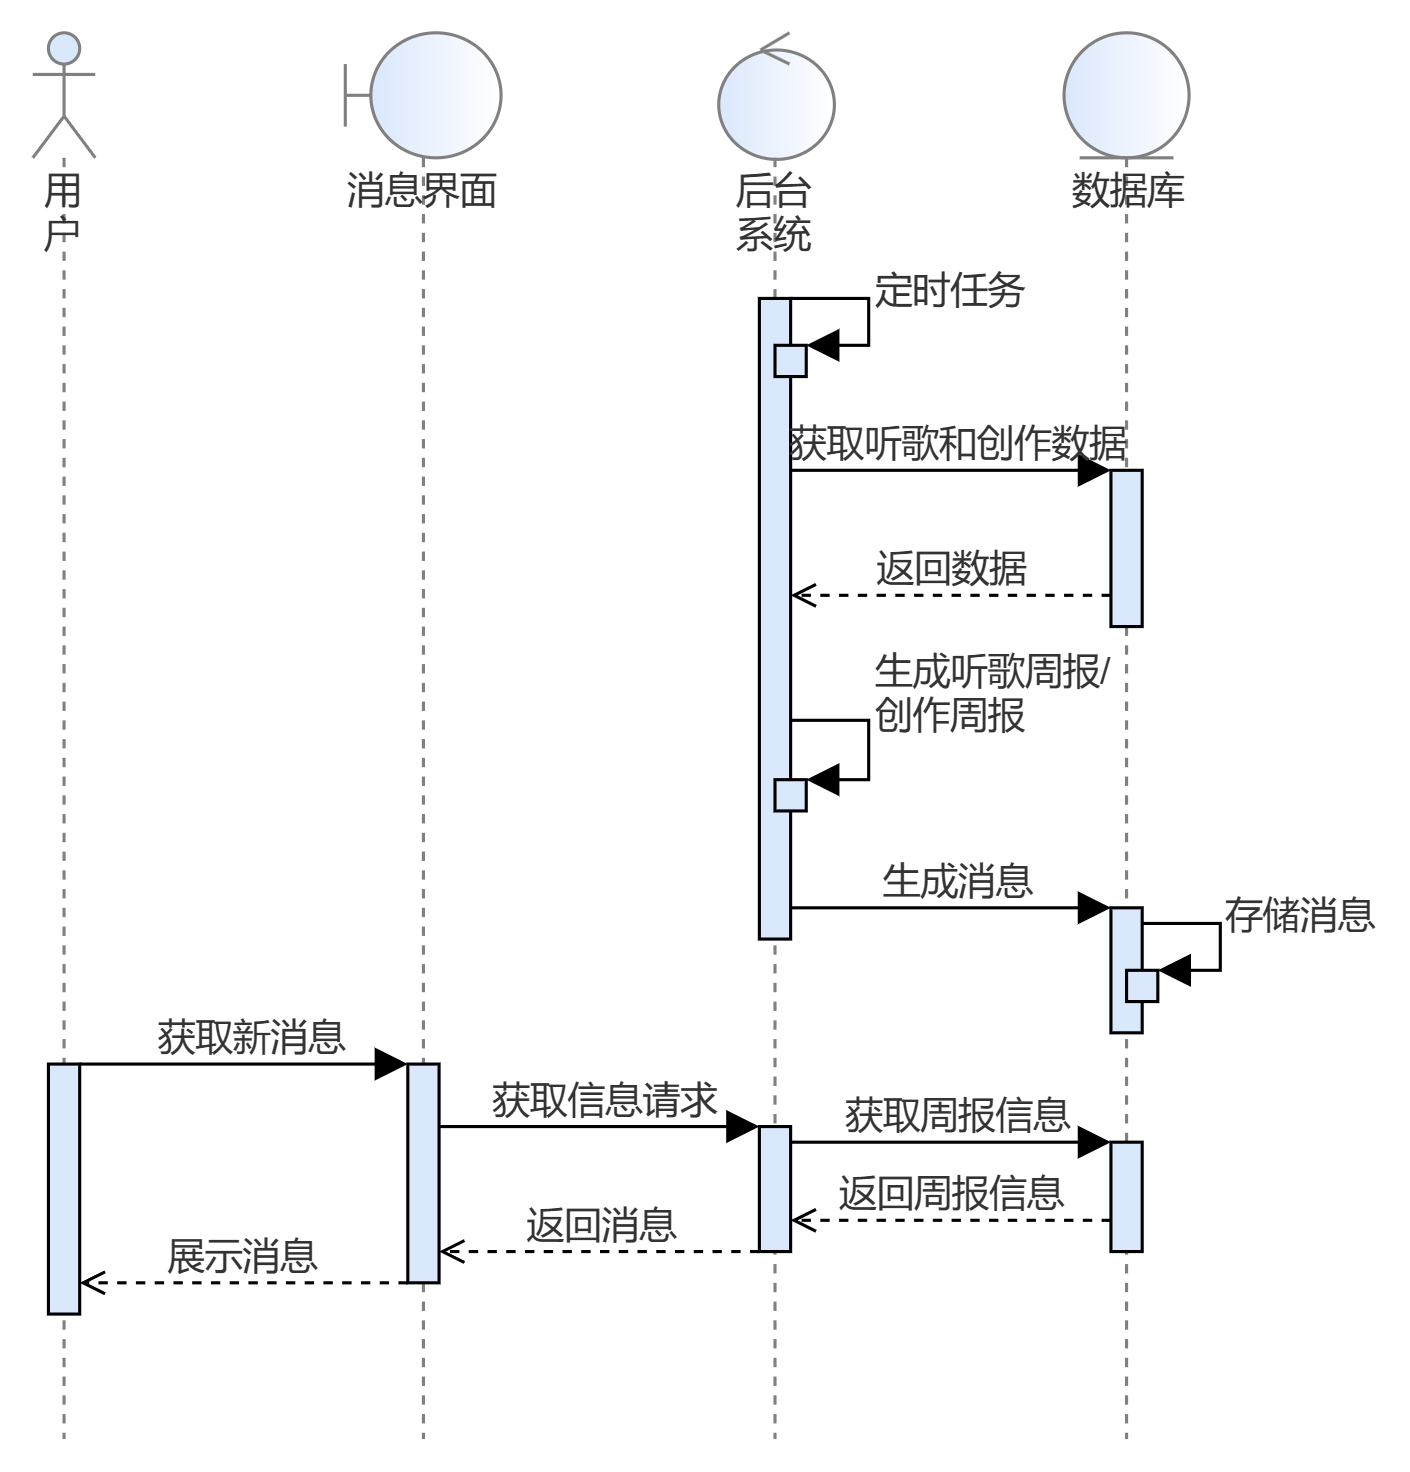 用
户
消息界面
后台
系统
数据库
定时任务
获取听歌和创作数据
返回数据
生成听歌周报/
创作周报
生成消息
存储消息
获取新消息
获取信息请求
获取周报信息
返回周报信息
返回消息
展示消息